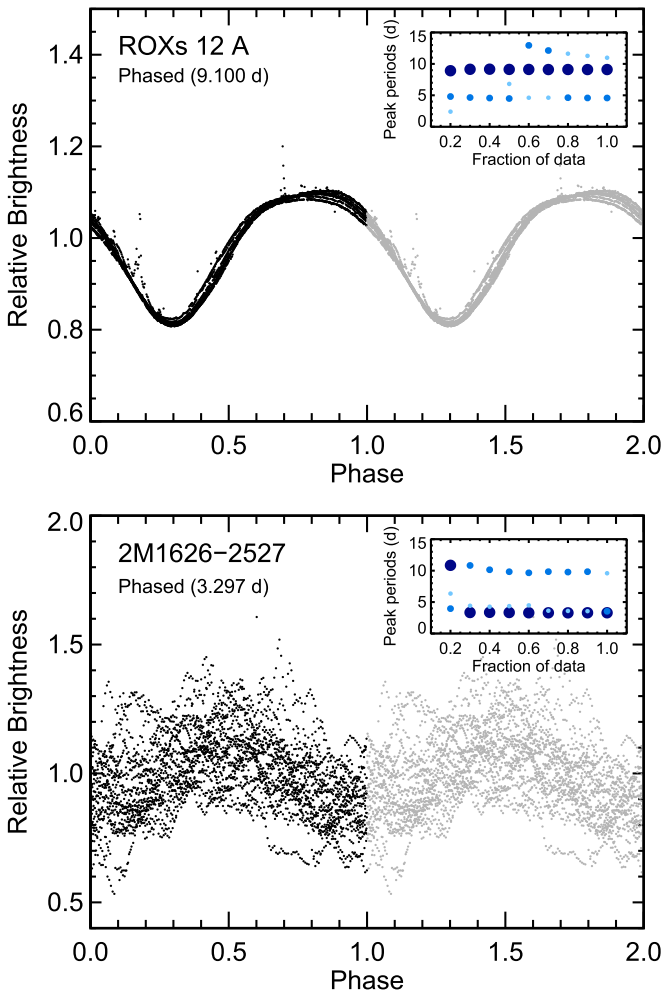 ROXs 12 A
Phased (9.100 d)
Relative Brightness
1.4
1.2
1.0
0.8
0.6
0.0 0.5 1.0 1.5 2.0
Phase
Peak periods (d)
15
10
5
0
0.2 0.4 0.6 0.8 1.0
Fraction of data
2M1626−2527
Phased (3.297 d)
Relative Brightness
2.0
1.5
1.0
0.5
0.0 0.5 1.0 1.5 2.0
Phase
Peak periods (d)
15
10
5
0
0.2 0.4 0.6 0.8 1.0
Fraction of data